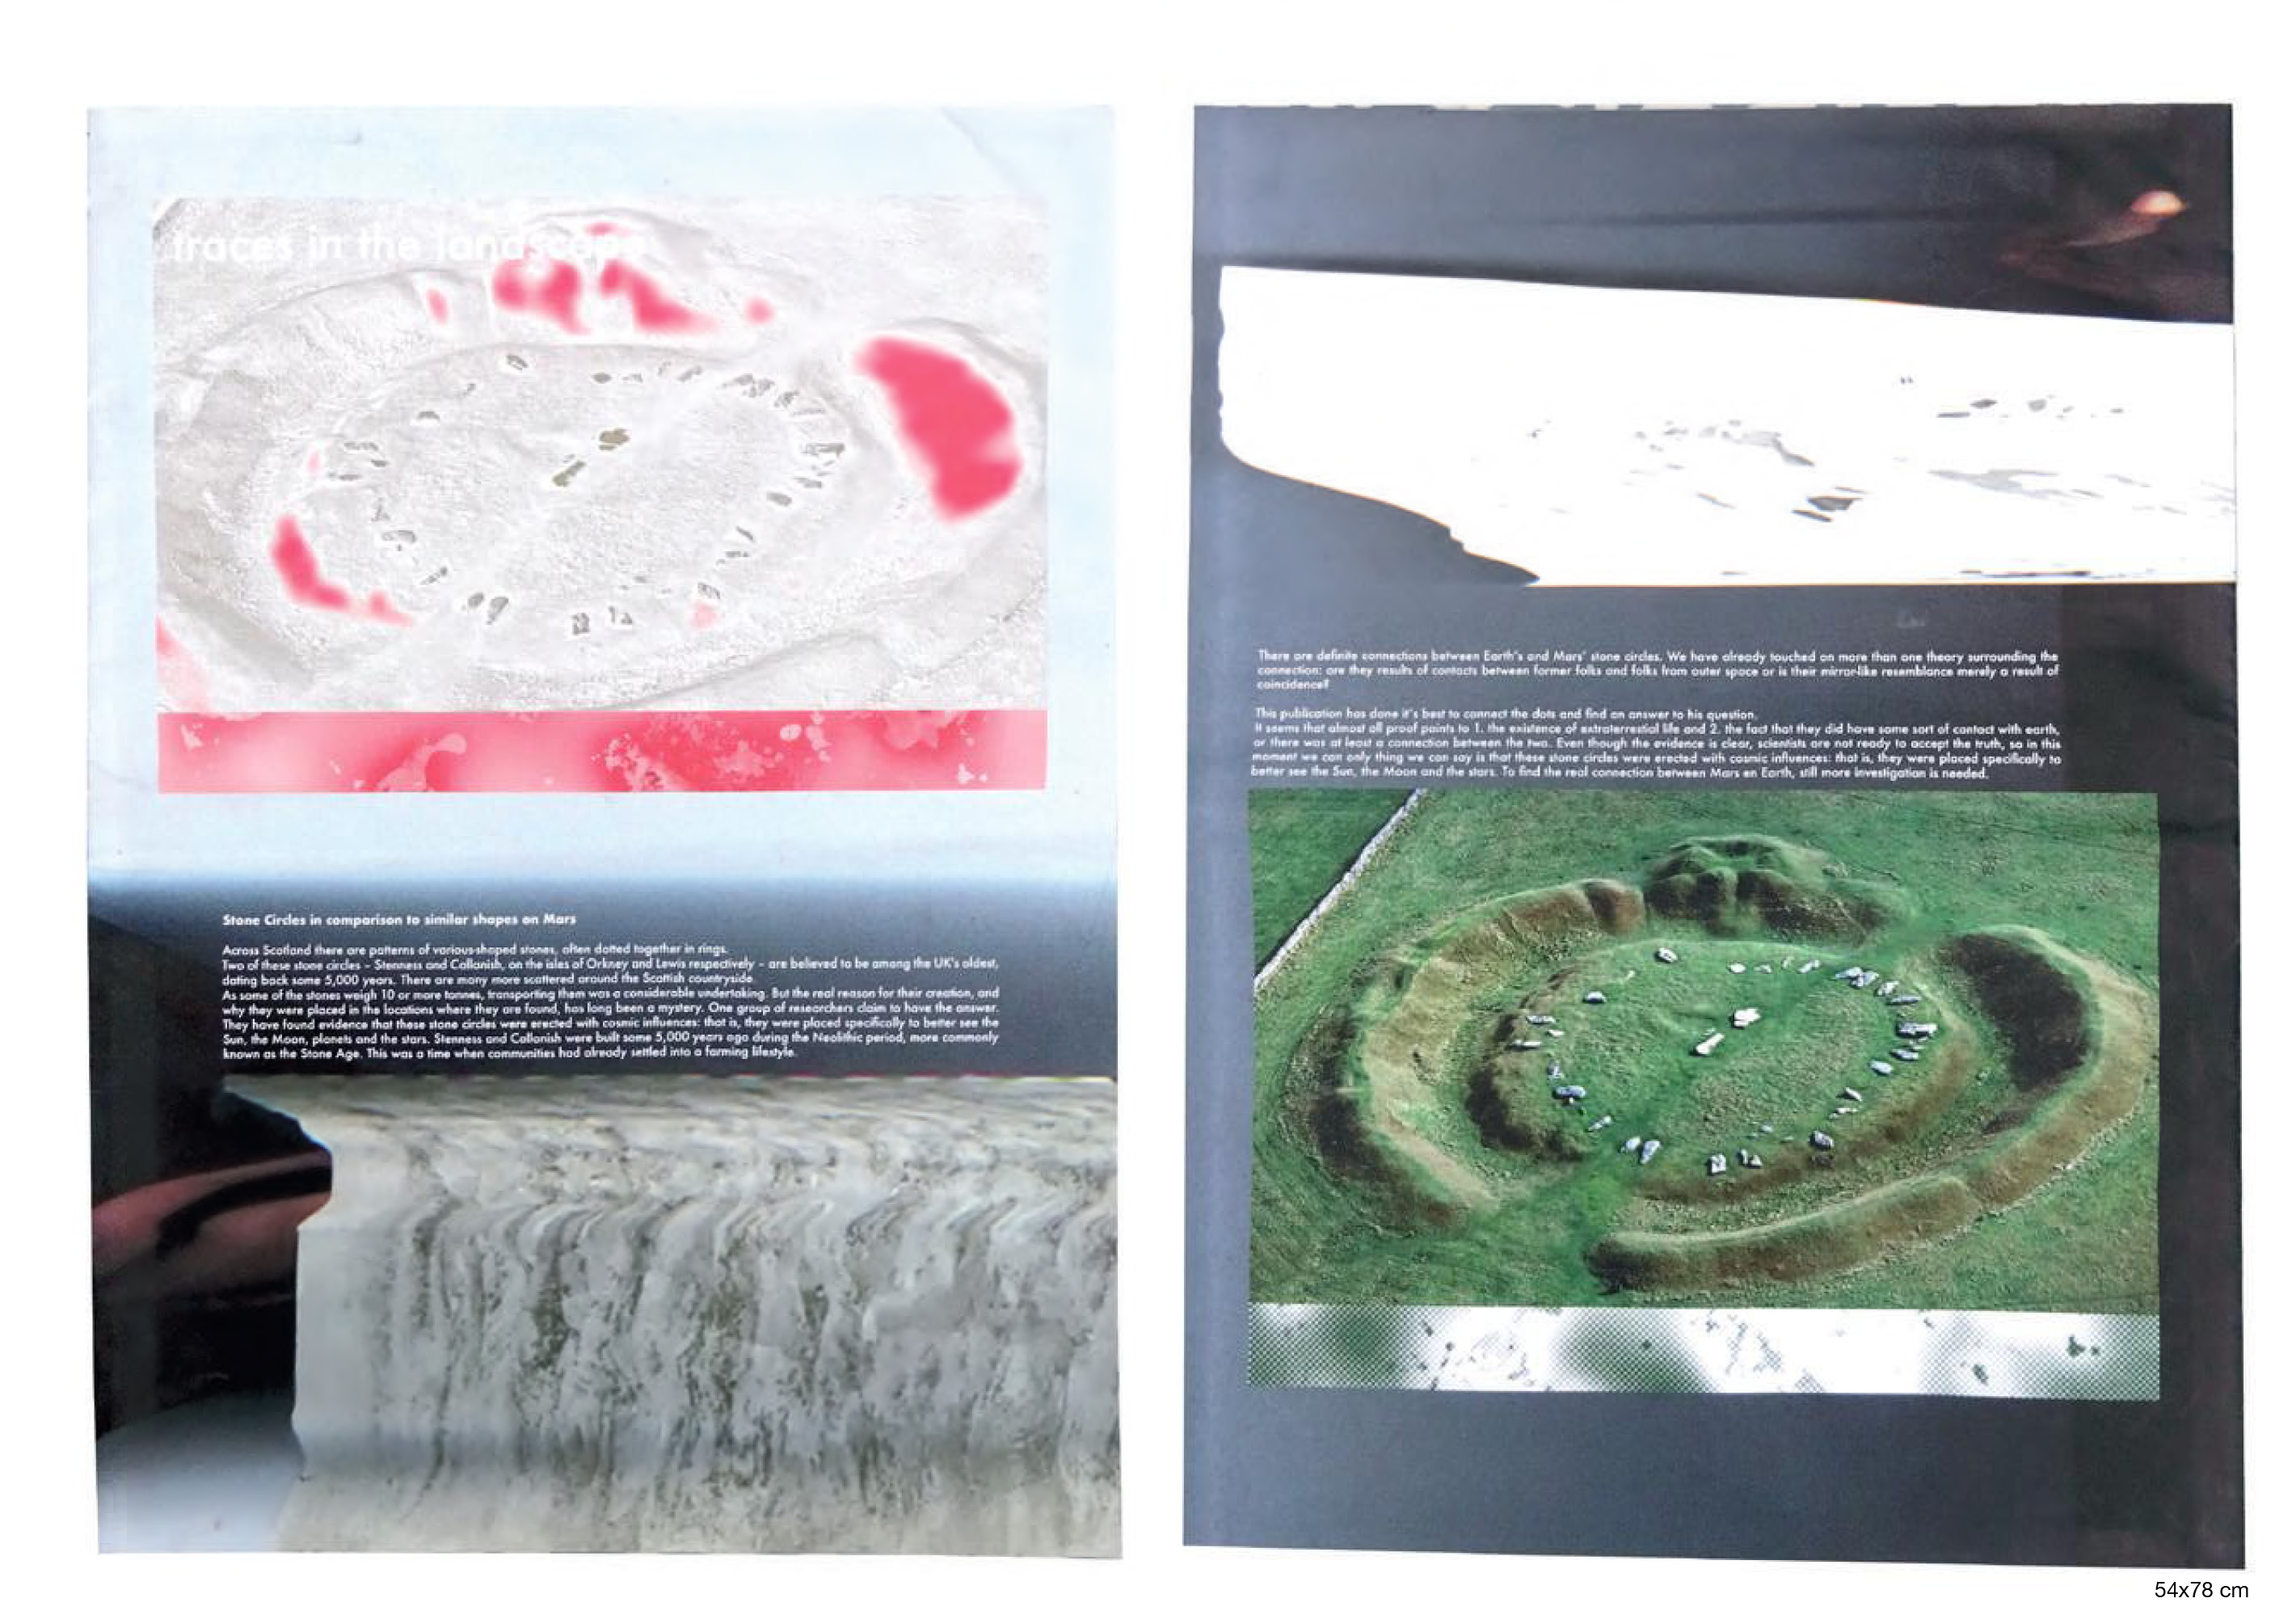 traces in the landscape
Stone Circles in comparison to similar shapes on Mars
Across Scotland there are patterns of various-shaped stones, often dotted together in rings.
Two of these stone circles – Stenness and Callanish, on the isles of Orkney and Lewis respectively – are believed to be among the UK's oldest,
dating back some 5,000 years. There are many more scattered around the Scottish countryside.
As some of the stones weigh 10 or more tonnes, transporting them was a considerable undertaking. But the real reason for their creation, and
why they were placed in the locations where they are found, has long been a mystery. One group of researchers claim to have the answer.
They have found evidence that these stone circles were erected with cosmic influences: that is, they were placed specifically to better see the
Sun, the Moon, planets and the stars. Stenness and Callanish were built some 5,000 years ago during the Neolithic period, more commonly
known as the Stone Age. This was a time when communities had already settled into a farming lifestyle.
There are definite connections between Earth's and Mars' stone circles. We have already touched on more than one theory surrounding the
connection: are they results of contacts between former folks and folks from outer space or is their mirror-like resemblance merely a result of
coincidence?
This publication has done it's best to connect the dots and find an answer to his question.
It seems that almost all proof points to 1. the existence of extraterrestial life and 2. the fact that they did have some sort of contact with earth,
or there was at least a connection between the two. Even though the evidence is clear, scientists are not ready to accept the truth, so in this
moment we can only thing we can say is that these stone circles were erected with cosmic influences: that is, they were placed specifically to
better see the Sun, the Moon and the stars. To find the real connection between Mars en Earth, still more investigation is needed.
54x78 cm